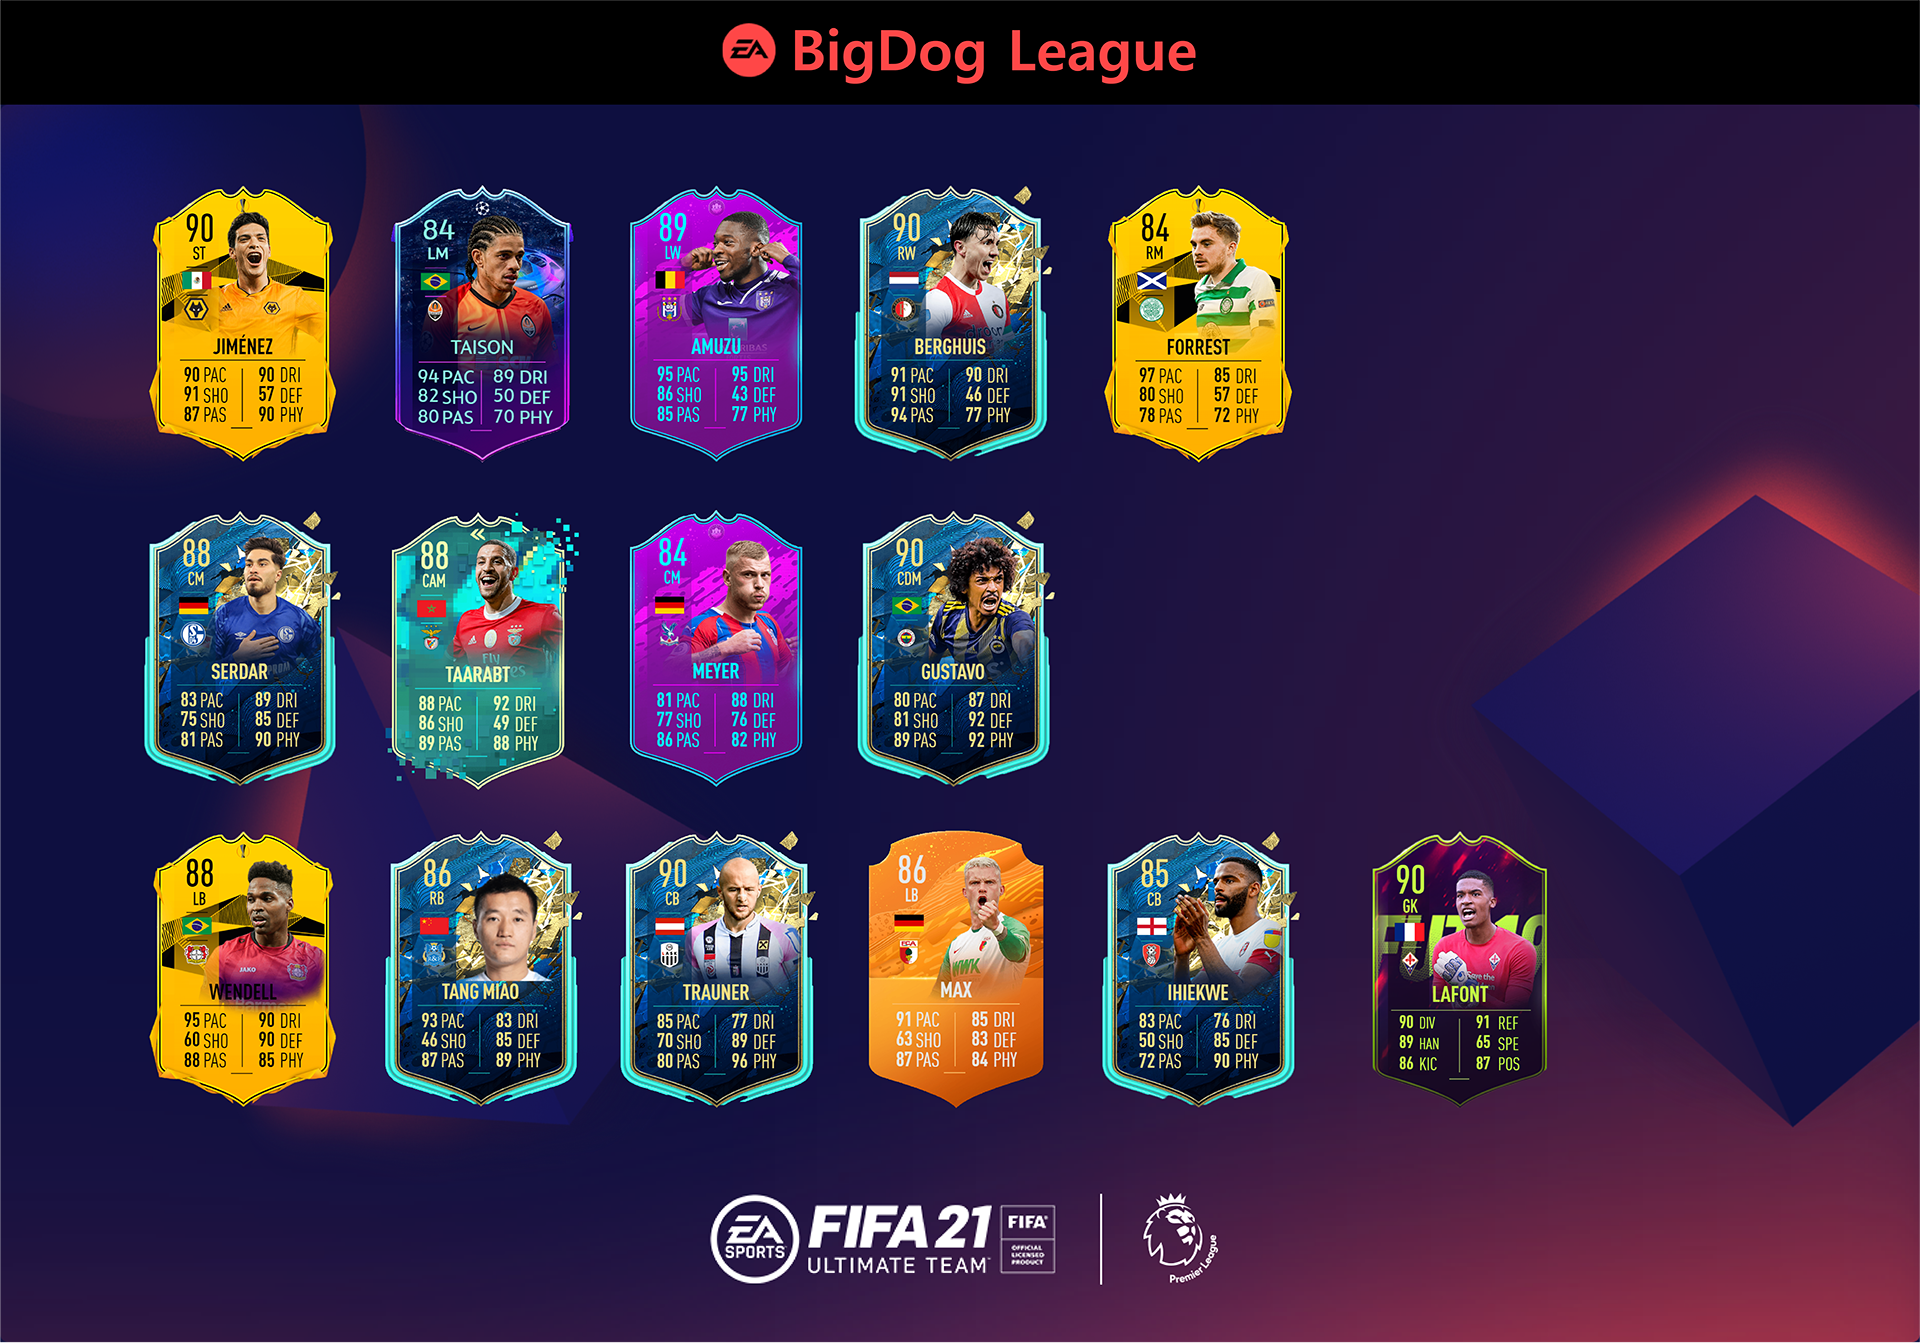 EA BigDog League
90
ST
JIMÉNEZ
90 PAC 90 DRI
91 SHO 57 DEF
87 PAS 90 PHY
84
LM
TAISON
94 PAC 89 DRI
82 SHO 50 DEF
80 PAS 70 PHY
89
LW
AMUZU
95 PAC 95 DRI
86 SHO 43 DEF
85 PAS 77 PHY
90
RW
BERGHUIS
91 PAC 90 DRI
91 SHO 46 DEF
94 PAS 77 PHY
84
RM
FORREST
97 PAC 85 DRI
80 SHO 57 DEF
78 PAS 72 PHY
88
CM
SERDAR
83 PAC 89 DRI
75 SHO 85 DEF
81 PAS 90 PHY
88
CAM
TAARABT
88 PAC 92 DRI
86 SHO 49 DEF
89 PAS 88 PHY
84
CM
MEYER
81 PAC 88 DRI
77 SHO 76 DEF
86 PAS 82 PHY
90
CDM
GUSTAVO
80 PAC 87 DRI
81 SHO 92 DEF
89 PAS 92 PHY
88
LB
JAKO
WENDELL
95 PAC 90 DRI
60 SHO 90 DEF
88 PAS 85 PHY
86
RB
TANG MIAO
93 PAC 83 DRI
46 SHO 85 DEF
87 PAS 89 PHY
90
CB
TRAUNER
85 PAC 77 DRI
70 SHO 89 DEF
80 PAS 96 PHY
86
LB
WWK
MAX
91 PAC 85 DRI
63 SHO 83 DEF
87 PAS 84 PHY
85
CB
IHIEKWE
83 PAC 76 DRI
50 SHO 85 DEF
72 PAS 90 PHY
90
GK
LAFONT
90 DIV 91 REF
89 HAN 65 SPE
86 KIC 87 POS
EA SPORTS
FIFA 21
ULTIMATE TEAM
FIFA
OFFICIAL
LICENSED
PRODUCT
Premier League